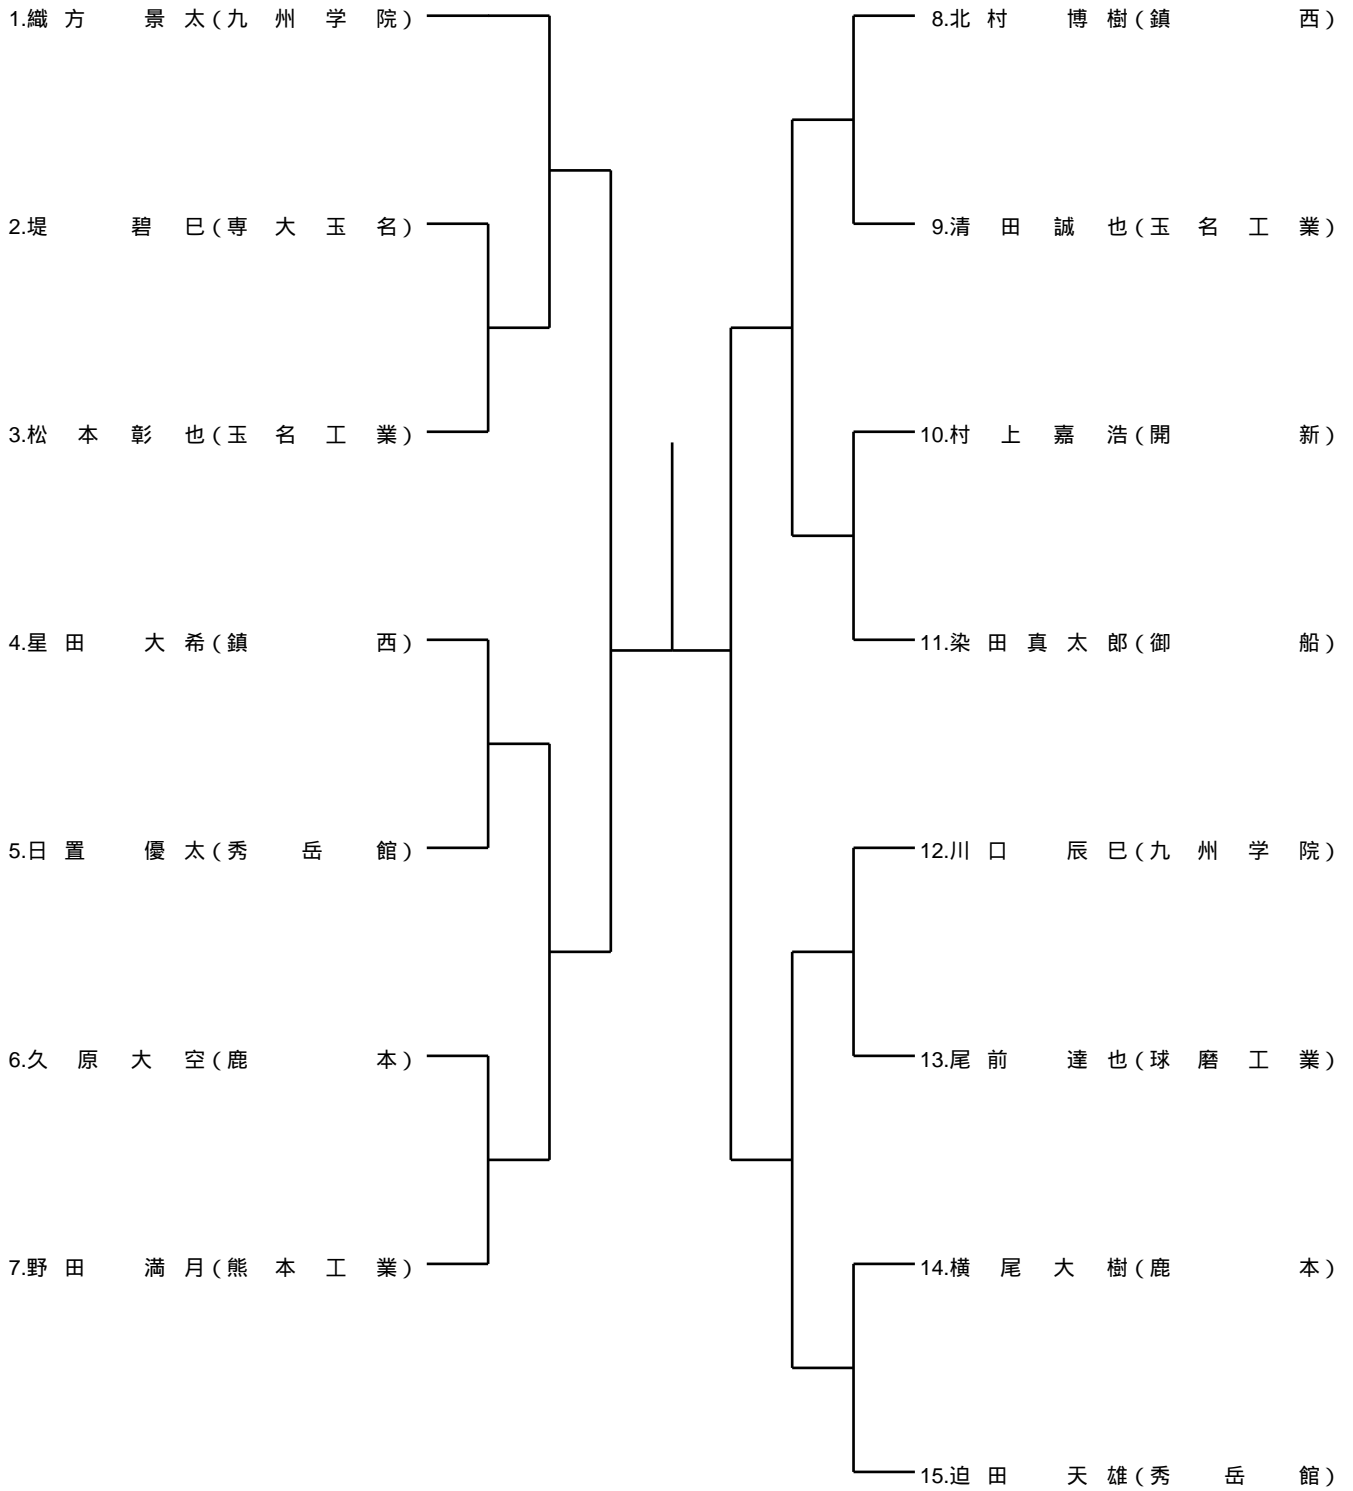 1.織方 景太(九州学院)
2.堤 碧巳(専大玉名)
3.松本彰也(玉名工業)
4.星田 大希(鎮西)
5.日置 優太(秀岳館)
6.久原大空(鹿本)
7.野田 満月(熊本工業)
8.北村 博樹(鎮西)
9.清田誠也(玉名工業)
10.村上嘉浩(開新)
11.染田真太郎(御船)
12.川口 辰巳(九州学院)
13.尾前 達也(球磨工業)
14.横尾大樹(鹿本)
15.迫田 天雄(秀岳館)